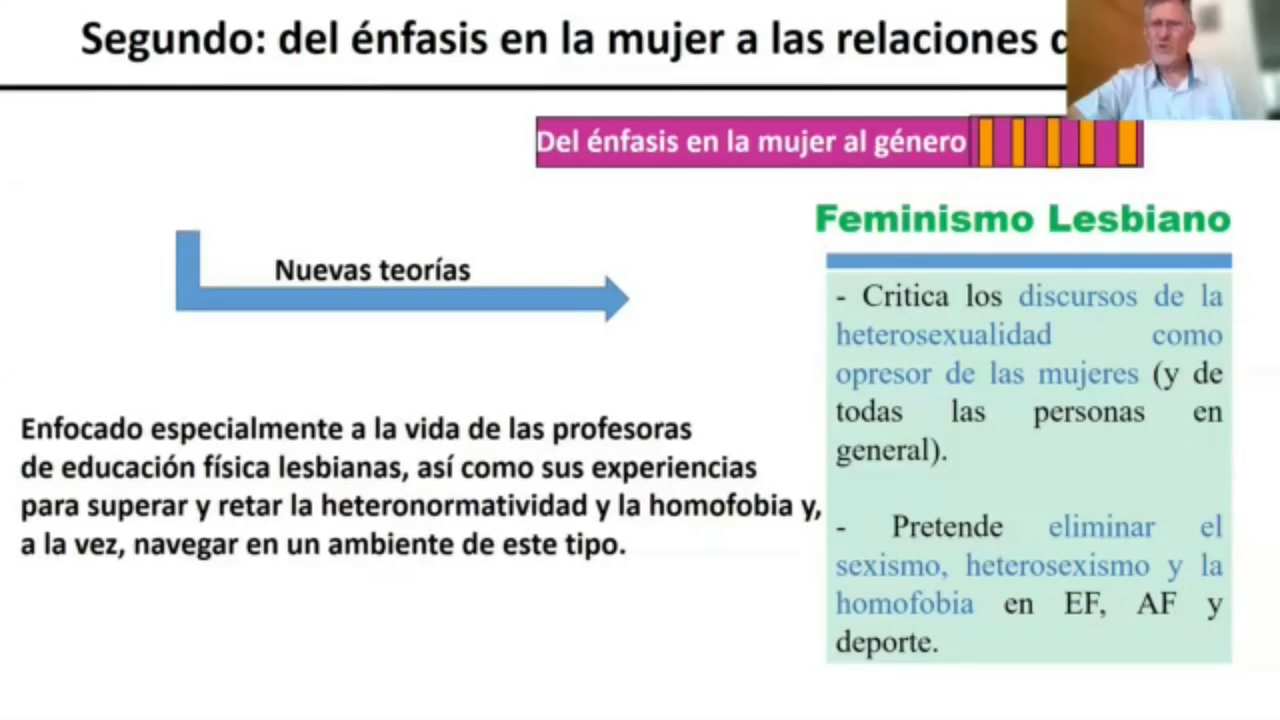 Segundo: del énfasis en la mujer a las relaciones
Del énfasis en la mujer al género
Feminismo Lesbiano
Nuevas teorías
- Critica los discursos de la
heterosexualidad como
opresor de las mujeres (y de
todas las personas en
general).
Enfocado especialmente a la vida de las profesoras
de educación física lesbianas, así como sus experiencias
para superar y retar la heteronormatividad y la homofobia y,
a la vez, navegar en un ambiente de este tipo.
- Pretende eliminar el
sexismo, heterosexismo y la
homofobia en EF, AF y
deporte.